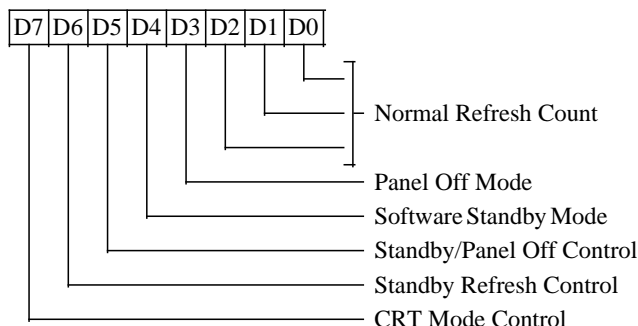 D7 D6 D5 D4 D3 D2 D1 D0
Normal Refresh Count
Panel Off Mode
Software Standby Mode
Standby/Panel Off Control
Standby Refresh Control
CRT Mode Control